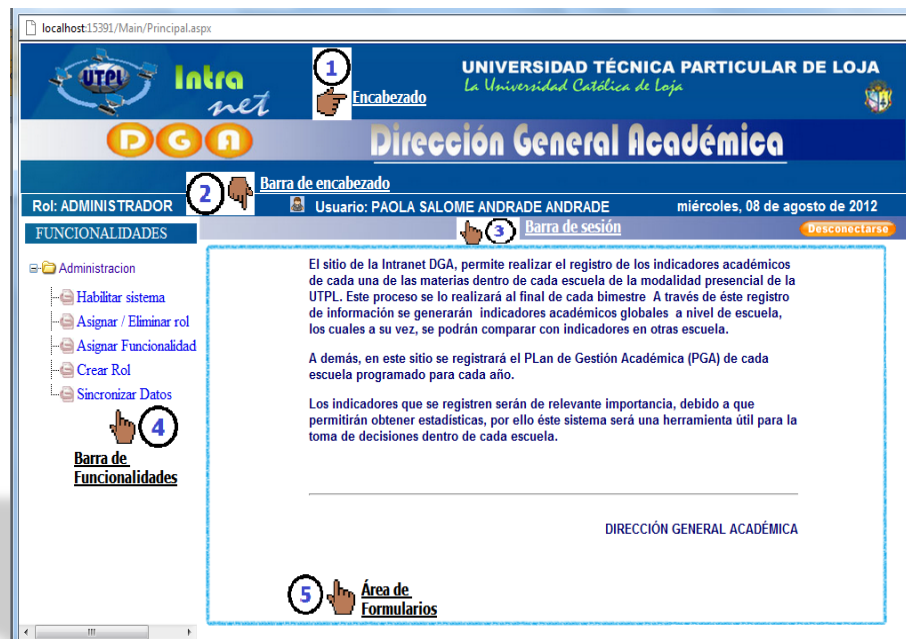 localhost:15391/Main/Principal.aspx
UTPL
Intra
net
1
Encabezado
UNIVERSIDAD TÉCNICA PARTICULAR DE LOJA
La Universidad Católica de Loja
DGA
Dirección General Académica
2
Barra de encabezado
Rol: ADMINISTRADOR
Usuario: PAOLA SALOME ANDRADE ANDRADE
miércoles, 08 de agosto de 2012
FUNCIONALIDADES
3
Barra de sesión
Desconectarse
Administracion
Habilitar sistema
Asignar / Eliminar rol
Asignar Funcionalidad
Crear Rol
Sincronizar Datos
4
Barra de
Funcionalidades
El sitio de la Intranet DGA, permite realizar el registro de los indicadores académicos
de cada una de las materias dentro de cada escuela de la modalidad presencial de la
UTPL. Este proceso se lo realizará al final de cada bimestre A través de éste registro
de información se generarán indicadores académicos globales a nivel de escuela,
los cuales a su vez, se podrán comparar con indicadores en otras escuela.
A demás, en este sitio se registrará el PLan de Gestión Académica (PGA) de cada
escuela programado para cada año.
Los indicadores que se registren serán de relevante importancia, debido a que
permitirán obtener estadísticas, por ello éste sistema será una herramienta útil para la
toma de decisiones dentro de cada escuela.
DIRECCIÓN GENERAL ACADÉMICA
5
Área de
Formularios